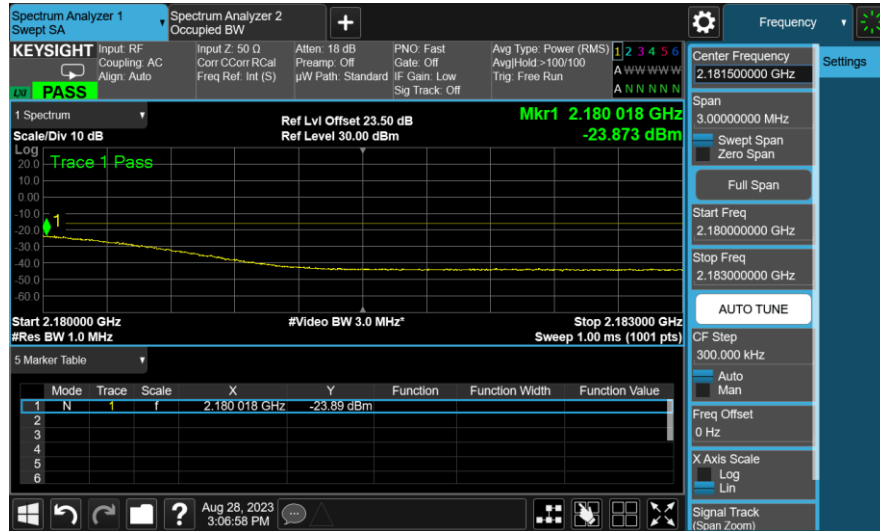 Spectrum Analyzer 1
Swept SA
Spectrum Analyzer 2
Occupied BW
Frequency
KEYSIGHT
Input: RF
Coupling: AC
Align: Auto
Input Z: 50 Ω
Corr CCorr RCal
Freq Ref: Int (S)
Atten: 18 dB
Preamp: Off
µW Path: Standard
PNO: Fast
Gate: Off
IF Gain: Low
Sig Track: Off
Avg Type: Power (RMS)
Avg|Hold:>100/100
Trig: Free Run
1 2 3 4 5 6
A W W W W W
A N N N N N
LXI
PASS
1 Spectrum
Scale/Div 10 dB
Ref Lvl Offset 23.50 dB
Ref Level 30.00 dBm
Mkr1 2.180 018 GHz
-23.873 dBm
Log
Trace 1 Pass
20.0
10.0
0.00
-10.0
-20.0
-30.0
-40.0
-50.0
-60.0
1
Start 2.180000 GHz
#Video BW 3.0 MHz*
Stop 2.183000 GHz
#Res BW 1.0 MHz
Sweep 1.00 ms (1001 pts)
5 Marker Table
Mode Trace Scale X Y Function Function Width Function Value
1 N 1 f 2.180 018 GHz -23.89 dBm
2
3
4
5
6
?
Aug 28, 2023
3:06:58 PM
Center Frequency
2.181500000 GHz
Settings
Span
3.00000000 MHz
Swept Span
Zero Span
Full Span
Start Freq
2.180000000 GHz
Stop Freq
2.183000000 GHz
AUTO TUNE
CF Step
300.000 kHz
Auto
Man
Freq Offset
0 Hz
X Axis Scale
Log
Lin
Signal Track
(Span Zoom)